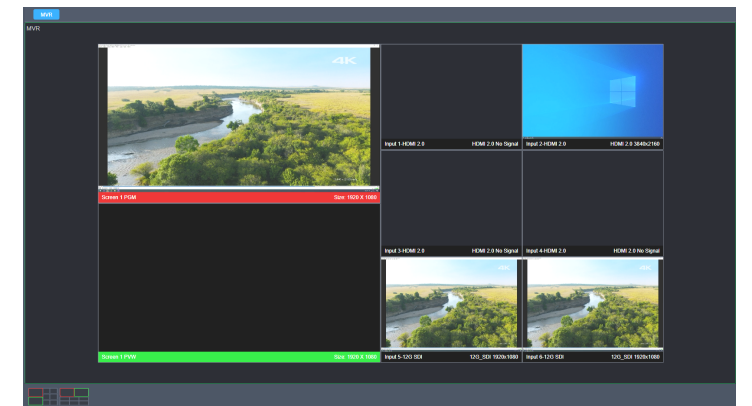 MVR
MVR
4K
Input 1-HDMI 2.0 HDMI 2.0 No Signal
Input 2-HDMI 2.0 HDMI 2.0 3840x2160
Screen 1 PGM Size: 1920 X 1080
Input 3-HDMI 2.0 HDMI 2.0 No Signal
Input 4-HDMI 2.0 HDMI 2.0 No Signal
4K
4K
Screen 1 PVW Size: 1920 X 1080
Input 5-12G SDI 12G_SDI 1920x1080
Input 6-12G SDI 12G_SDI 1920x1080